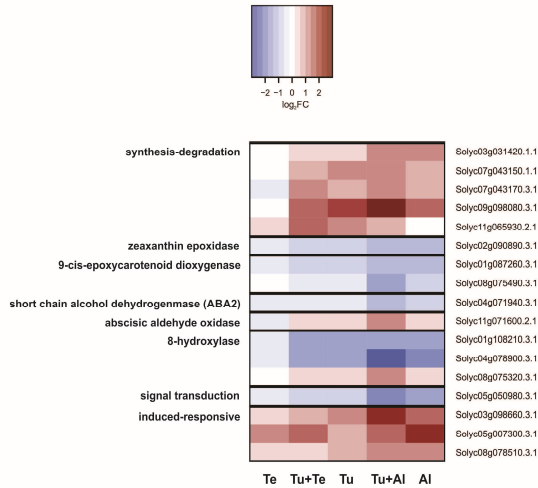 −2 −1 0 1 2
log2FC
synthesis-degradation Solyc03g031420.1.1
Solyc07g043150.1.1
Solyc07g043170.3.1
Solyc09g098080.3.1
Solyc11g065930.2.1
zeaxanthin epoxidase Solyc02g090890.3.1
9-cis-epoxycarotenoid dioxygenase Solyc01g087260.3.1
Solyc08g075490.3.1
short chain alcohol dehydrogenmase (ABA2) Solyc04g071940.3.1
abscisic aldehyde oxidase Solyc11g071600.2.1
8-hydroxylase Solyc01g108210.3.1
Solyc04g078900.3.1
Solyc08g075320.3.1
signal transduction Solyc05g050980.3.1
induced-responsive Solyc03g098660.3.1
Solyc05g007300.3.1
Solyc08g078510.3.1
Te Tu+Te Tu Tu+Al Al